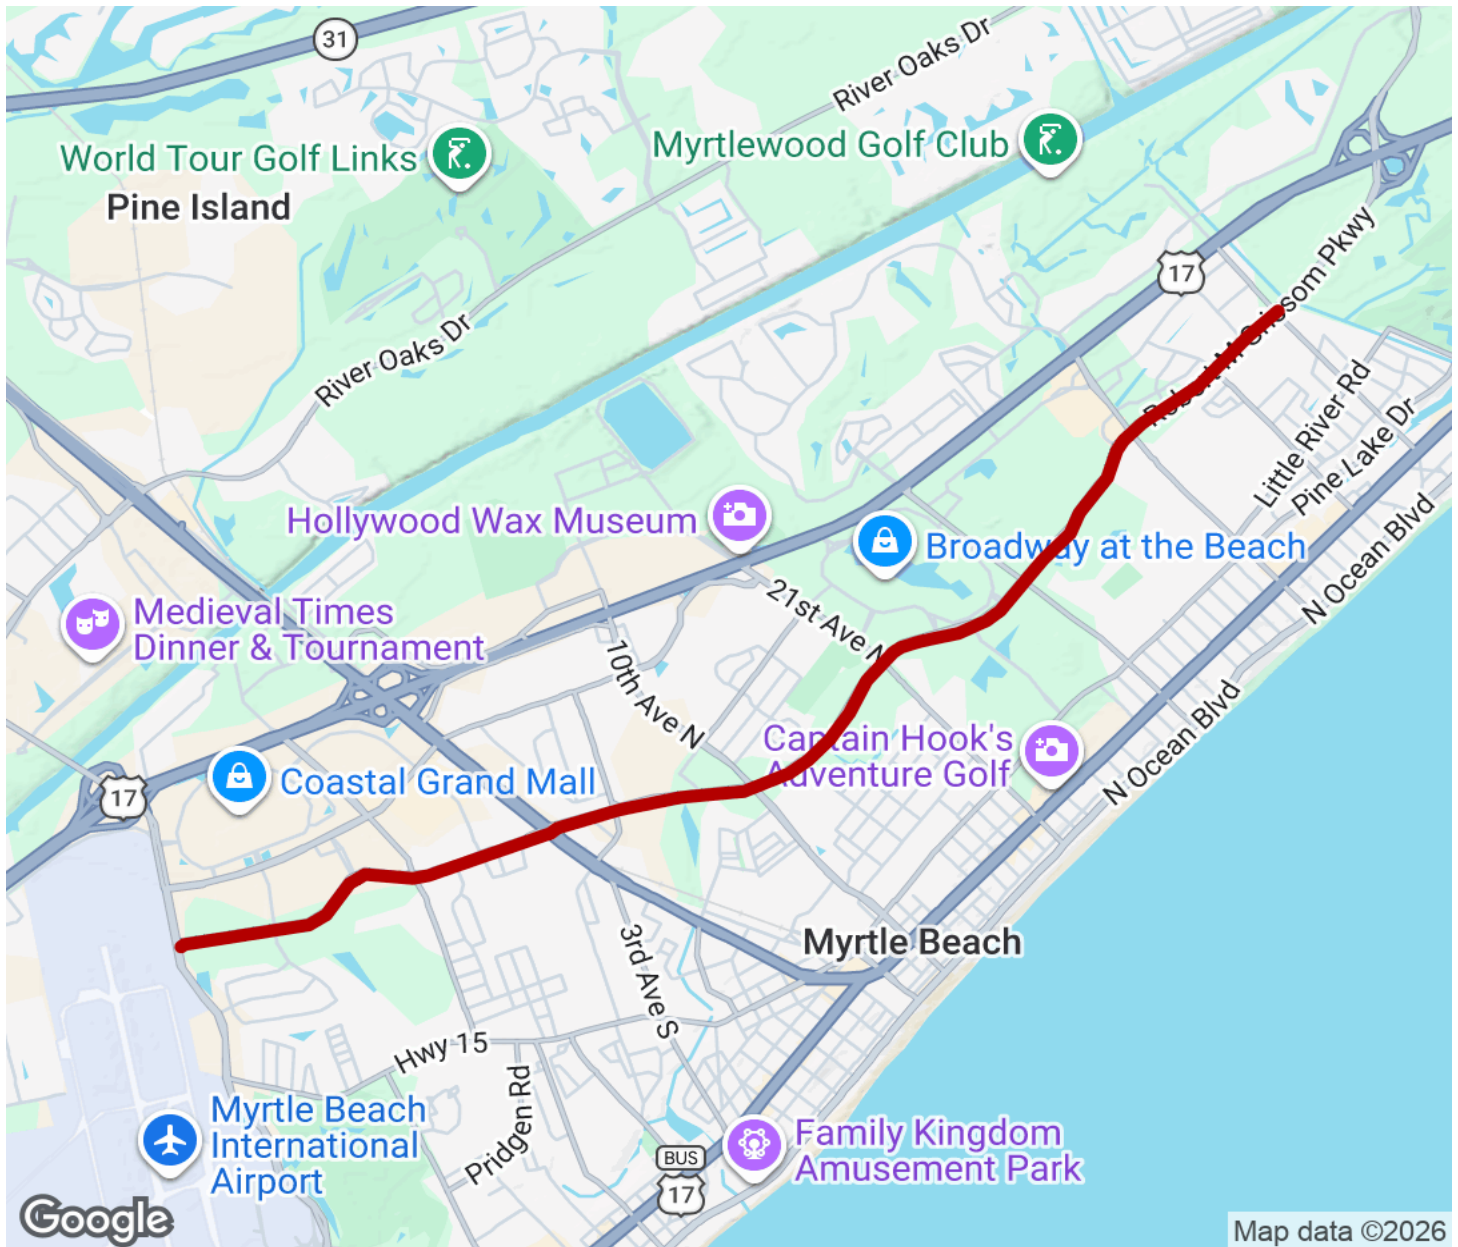 31
River Oaks Dr
World Tour Golf Links
Myrtlewood Golf Club
Pine Island
17
Robert M Grissom Pkwy
River Oaks Dr
Little River Rd
Pine Lake Dr
Hollywood Wax Museum
Broadway at the Beach
N Ocean Blvd
21st Ave N
Medieval Times
Dinner & Tournament
10th Ave N
Captain Hook's
Adventure Golf
N Ocean Blvd
Coastal Grand Mall
17
Myrtle Beach
3rd Ave S
Hwy 15
Pridgen Rd
Myrtle Beach
International
Airport
Family Kingdom
Amusement Park
BUS
17
Google
Map data ©2026